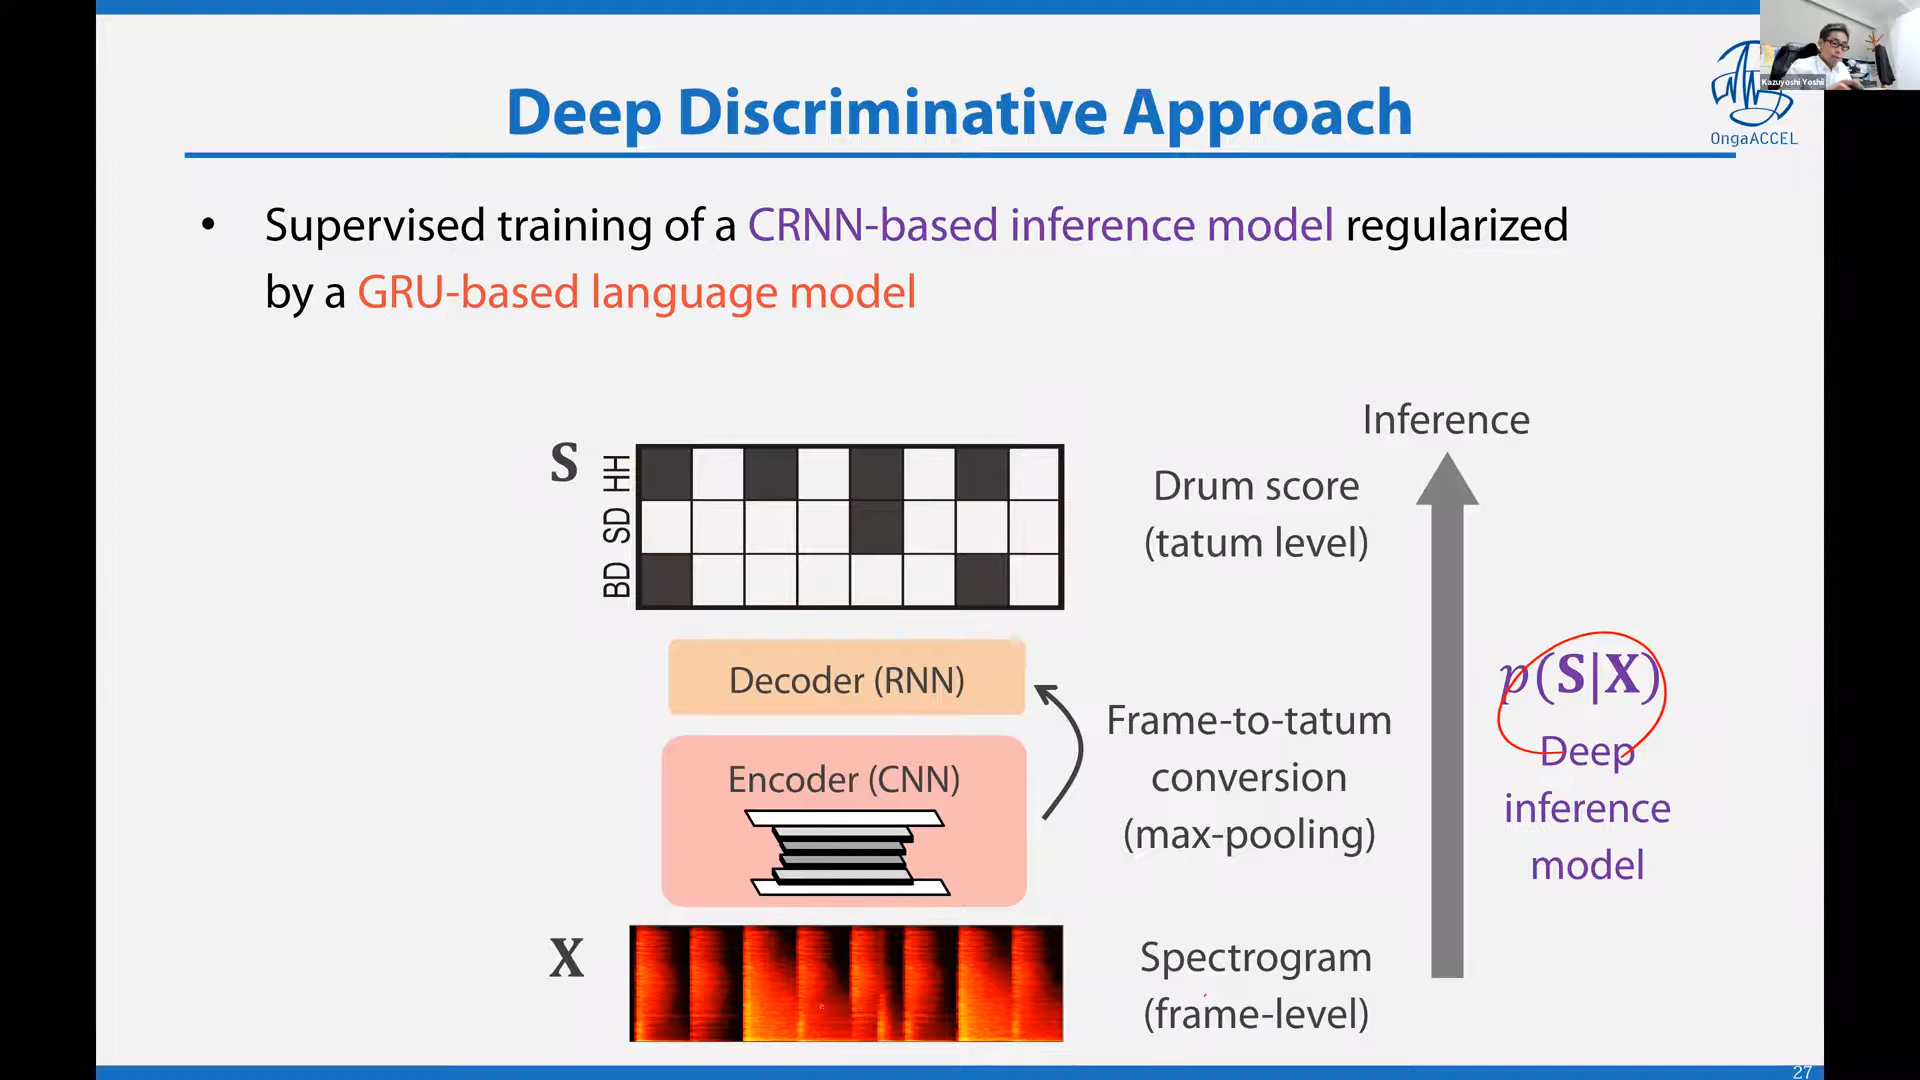 Deep Discriminative Approach
OngaACCEL
Kazuyoshi Yoshii
• Supervised training of a CRNN-based inference model regularized
by a GRU-based language model
Inference
S
HH
SD
BD
Drum score
(tatum level)
Decoder (RNN)
Encoder (CNN)
Frame-to-tatum
conversion
(max-pooling)
p(S|X)
Deep
inference
model
X
Spectrogram
(frame-level)
27